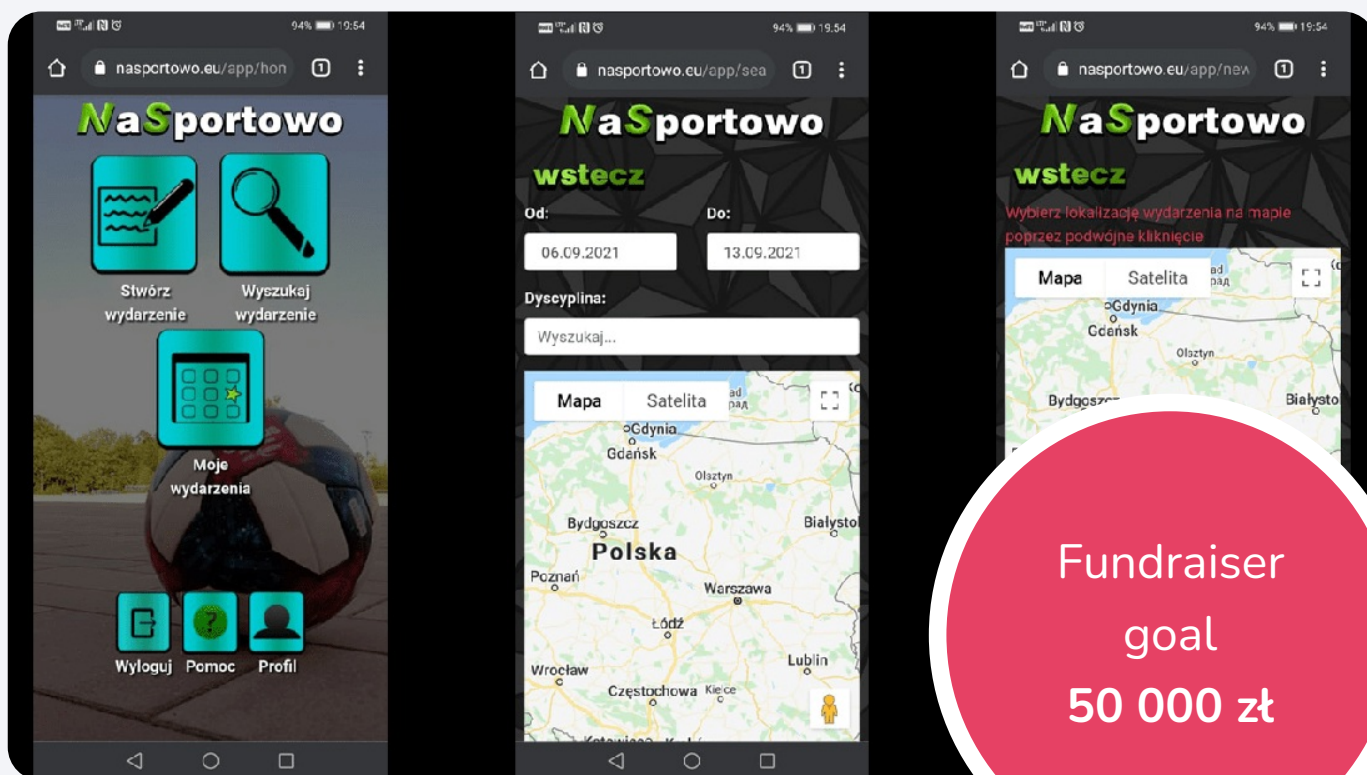 94% 19:54
nasportowo.eu/app/hom
1
NaSportowo
Stwórz
wydarzenie
Wyszukaj
wydarzenie
Moje
wydarzenia
Wyloguj
Pomoc
Profil
94% 19:54
nasportowo.eu/app/sea
1
NaSportowo
wstecz
Od:
Do:
06.09.2021
13.09.2021
Dyscyplina:
Wyszukaj...
Mapa
Satelita
Gdynia
Gdańsk
Olsztyn
Bydgoszcz
Białystok
Polska
Poznań
Warszawa
Łódź
Wrocław
Lublin
Częstochowa
Kielce
94% 19:54
nasportowo.eu/app/new
1
NaSportowo
wstecz
Wybierz lokalizację wydarzenia na mapie
poprzez podwójne kliknięcie
Mapa
Satelita
Gdynia
Gdańsk
Olsztyn
Fundraiser
goal
50 000 zł